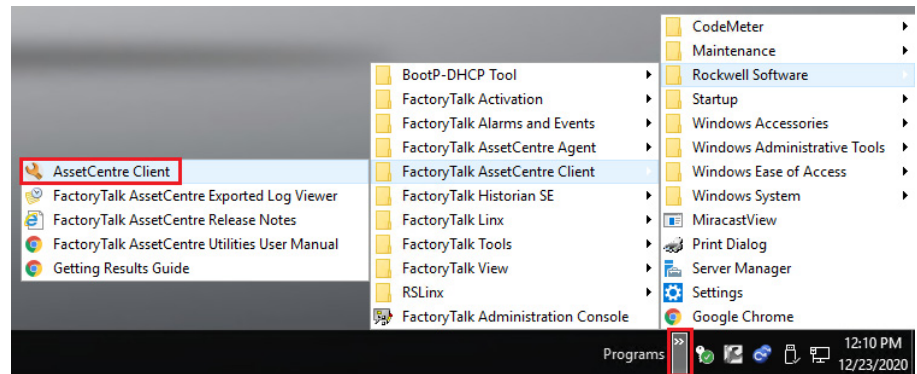 CodeMeter
Maintenance
Rockwell Software
Startup
Windows Accessories
Windows Administrative Tools
Windows Ease of Access
Windows System
MiracastView
Print Dialog
Server Manager
Settings
Google Chrome
BootP-DHCP Tool
FactoryTalk Activation
FactoryTalk Alarms and Events
FactoryTalk AssetCentre Agent
FactoryTalk AssetCentre Client
FactoryTalk Historian SE
FactoryTalk Linx
FactoryTalk Tools
FactoryTalk View
RSLinx
FactoryTalk Administration Console
AssetCentre Client
FactoryTalk AssetCentre Exported Log Viewer
FactoryTalk AssetCentre Release Notes
FactoryTalk AssetCentre Utilities User Manual
Getting Results Guide
Programs
12:10 PM
12/23/2020